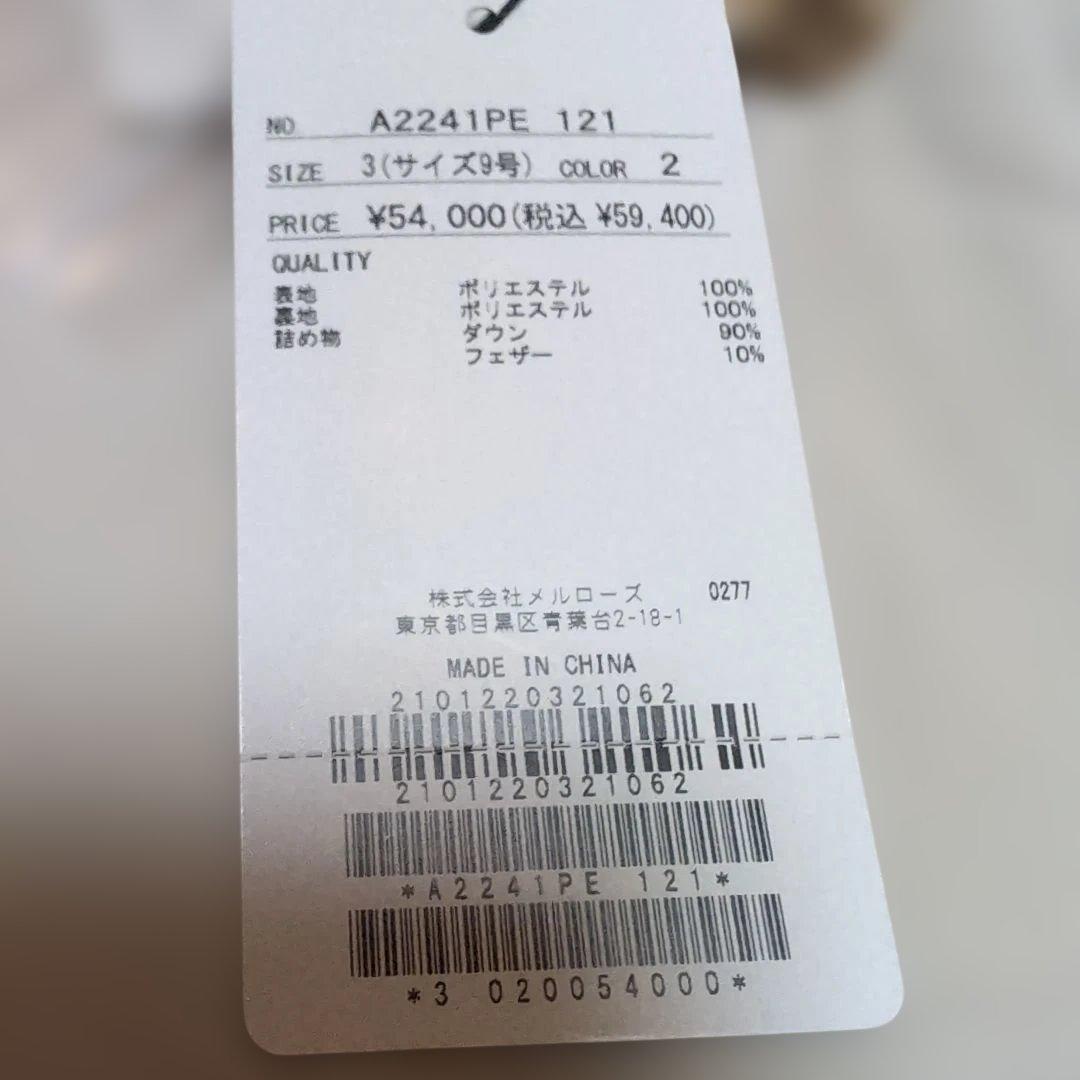 NO A2241PE 121
SIZE 3(サイズ9号) COLOR 2
PRICE ¥54,000(税込 ¥59,400)
QUALITY
表地 ポリエステル 100%
裏地 ポリエステル 100%
詰め物 ダウン 90%
フェザー 10%
株式会社メルローズ 0277
東京都目黒区青葉台2-18-1
MADE IN CHINA
2101220321062
2101220321062
*A2241PE 121*
*3 020054000*